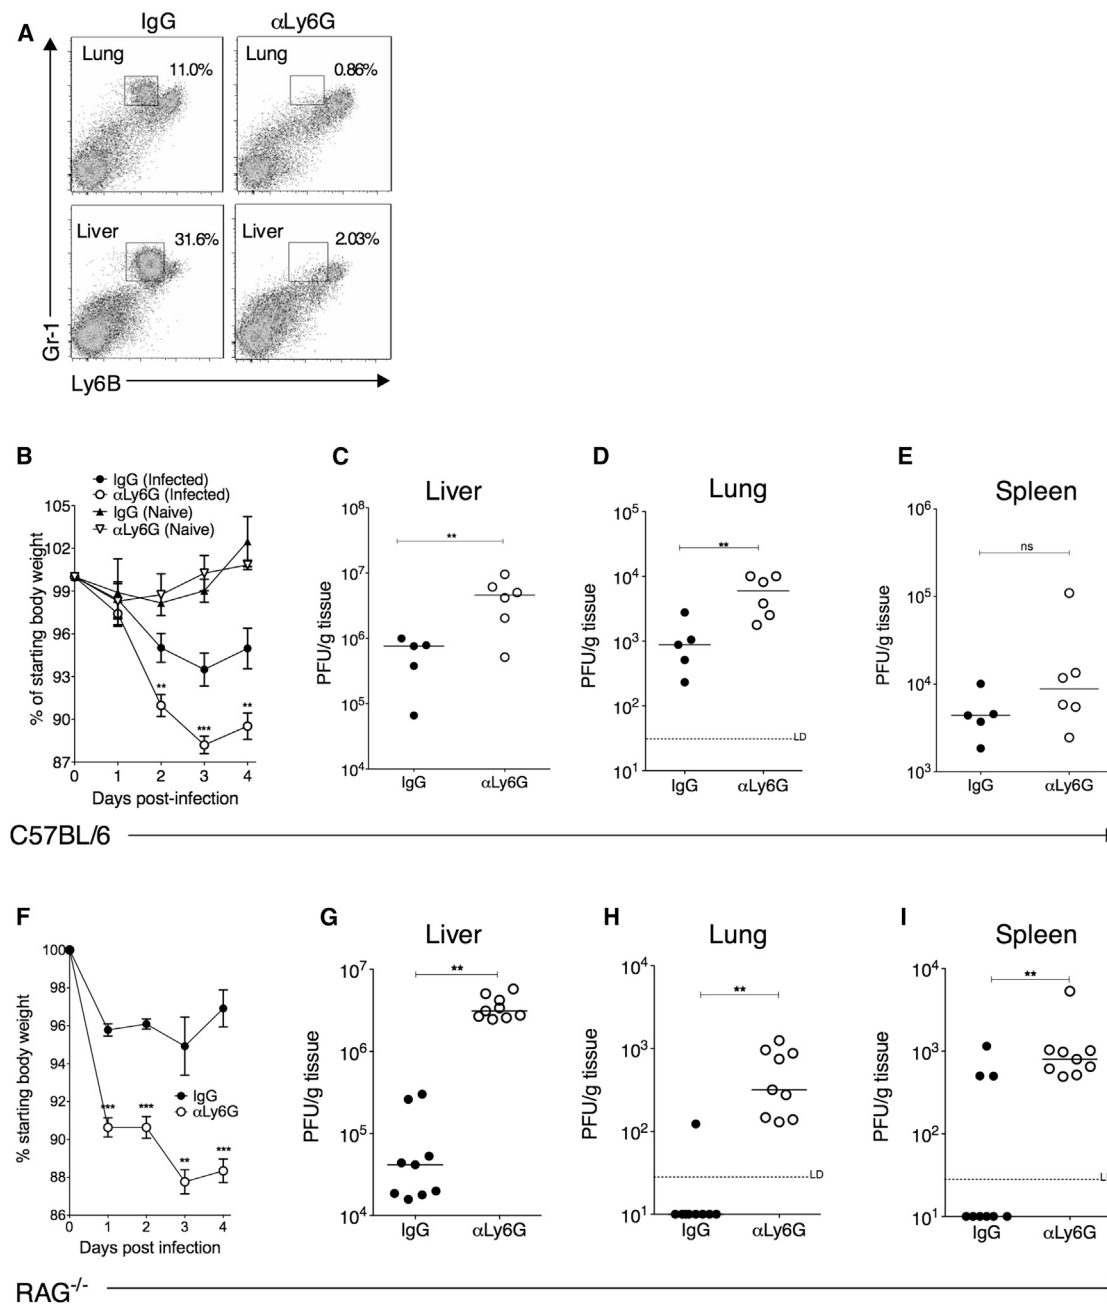 A
IgG
αLy6G
Lung
11.0%
Lung
0.86%
Liver
31.6%
Liver
2.03%
Gr-1
Ly6B
B
IgG (Infected)
αLy6G (Infected)
IgG (Naive)
αLy6G (Naive)
% of starting body weight
105
102
99
96
93
90
87
** *** **
0 1 2 3 4
Days post-infection
C
Liver
PFU/g tissue
10^8
10^7
10^6
10^5
10^4
**
IgG αLy6G
D
Lung
PFU/g tissue
10^5
10^4
10^3
10^2
10^1
**
LD
IgG αLy6G
E
Spleen
PFU/g tissue
10^6
10^5
10^4
10^3
ns
IgG αLy6G
C57BL/6
F
% starting body weight
100
98
96
94
92
90
88
86
IgG
αLy6G
*** *** ** ***
0 1 2 3 4
Days post infection
G
Liver
PFU/g tissue
10^7
10^6
10^5
10^4
**
IgG αLy6G
H
Lung
PFU/g tissue
10^4
10^3
10^2
10^1
**
LD
IgG αLy6G
I
Spleen
PFU/g tissue
10^4
10^3
10^2
10^1
**
L
IgG αLy6G
RAG-/-